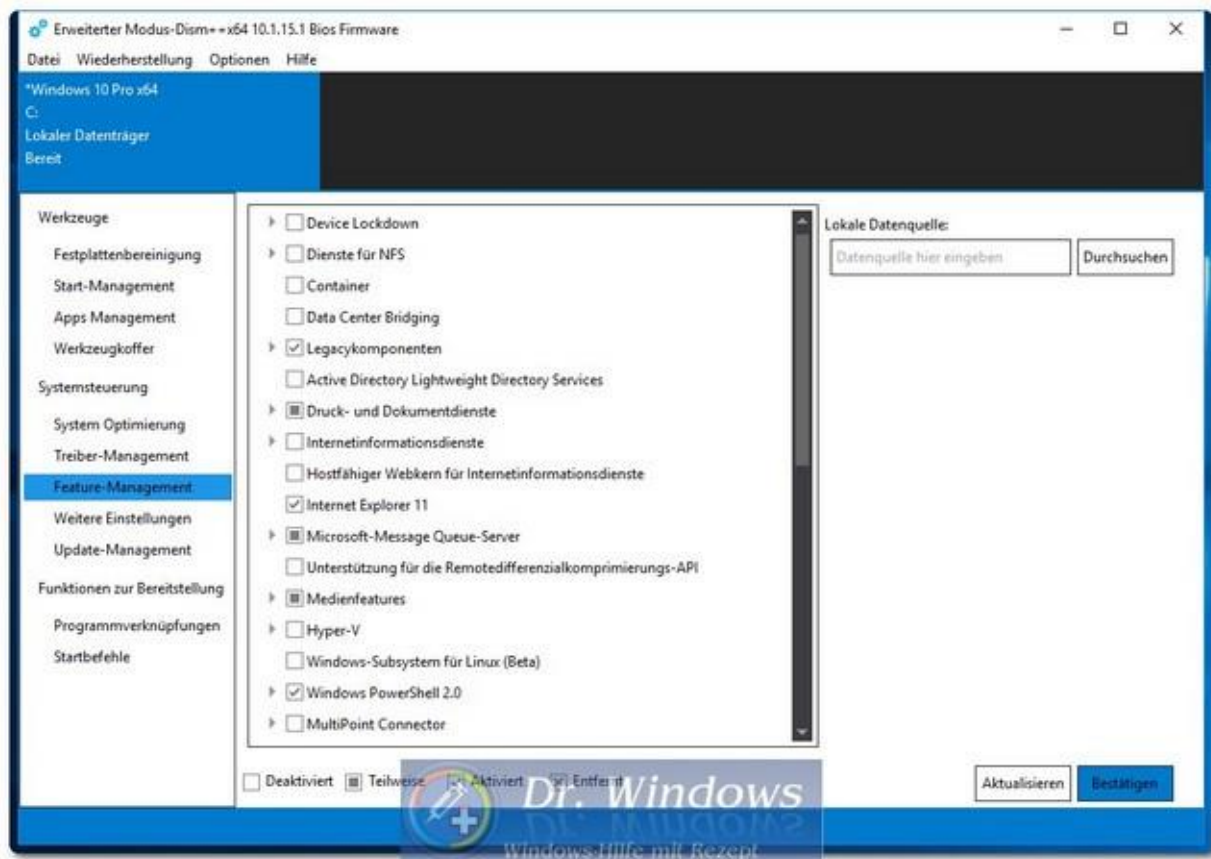 Erweiterter Modus-Dism++x64 10.1.15.1 Bios Firmware
Datei Wiederherstellung Optionen Hilfe
*Windows 10 Pro x64
C:
Lokaler Datenträger
Bereit
Werkzeuge
Festplattenbereinigung
Start-Management
Apps Management
Werkzeugkoffer
Systemsteuerung
System Optimierung
Treiber-Management
Feature-Management
Weitere Einstellungen
Update-Management
Funktionen zur Bereitstellung
Programmverknüpfungen
Startbefehle
Device Lockdown
Dienste für NFS
Container
Data Center Bridging
Legacykomponenten
Active Directory Lightweight Directory Services
Druck- und Dokumentdienste
Internetinformationsdienste
Hostfähiger Webkern für Internetinformationsdienste
Internet Explorer 11
Microsoft-Message Queue-Server
Unterstützung für die Remotedifferenzialkomprimierungs-API
Medienfeatures
Hyper-V
Windows-Subsystem für Linux (Beta)
Windows PowerShell 2.0
MultiPoint Connector
Lokale Datenquelle:
Datenquelle hier eingeben Durchsuchen
Deaktiviert Teilweise Aktiviert Entfernt
Aktualisieren Bestätigen
Dr. Windows
Windows-Hilfe mit Rezept